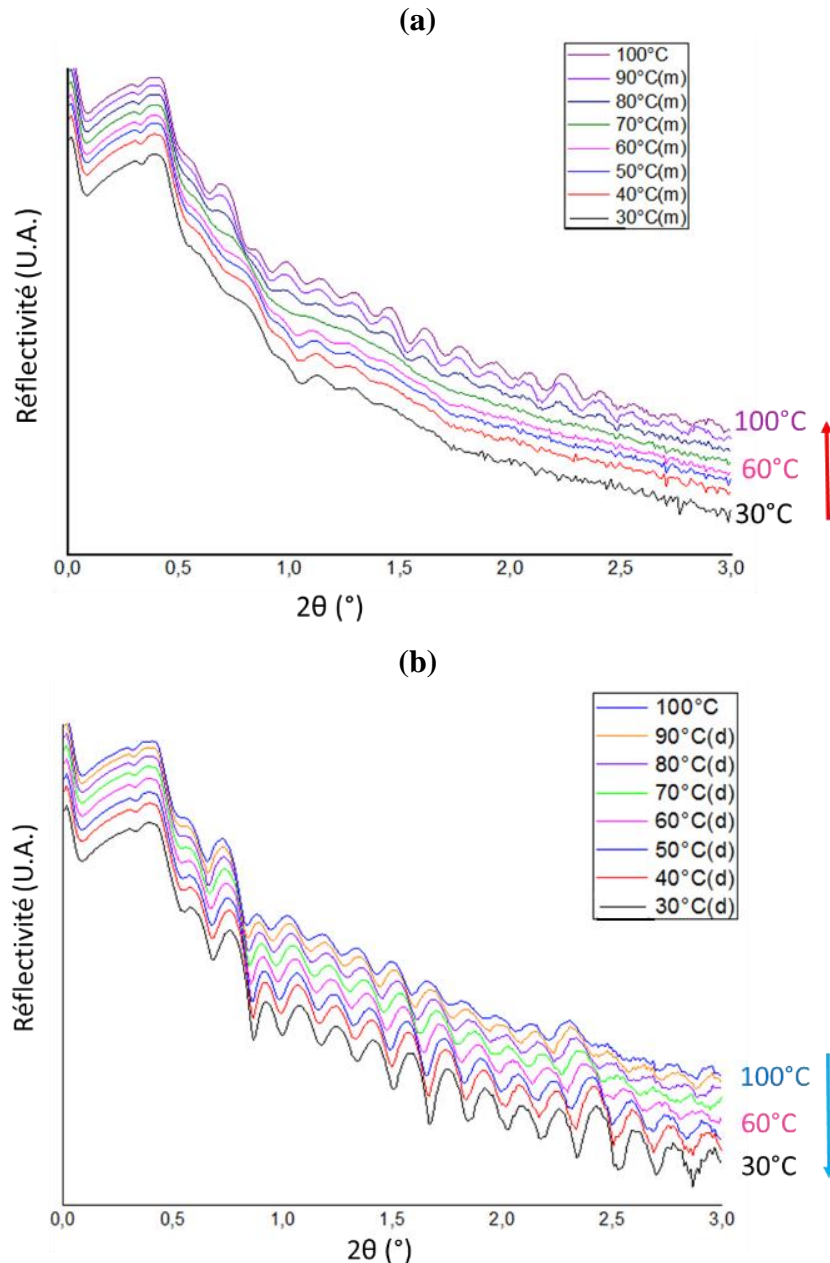 (a)
100°C
90°C(m)
80°C(m)
70°C(m)
60°C(m)
50°C(m)
40°C(m)
30°C(m)
Réflectivité (U.A.)
100°C
60°C
30°C
0,0 0,5 1,0 1,5 2,0 2,5 3,0
2θ (°)
(b)
100°C
90°C(d)
80°C(d)
70°C(d)
60°C(d)
50°C(d)
40°C(d)
30°C(d)
Réflectivité (U.A.)
100°C
60°C
30°C
0,0 0,5 1,0 1,5 2,0 2,5 3,0
2θ (°)